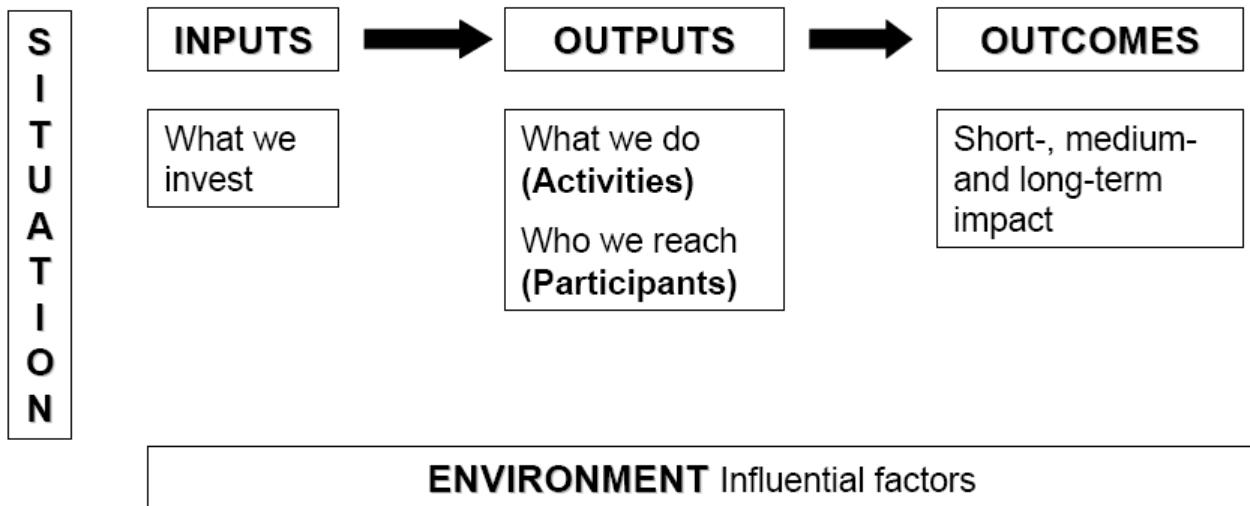 SITUATION
INPUTS
OUTPUTS
OUTCOMES
What we
invest
What we do
(Activities)
Who we reach
(Participants)
Short-, medium-
and long-term
impact
ENVIRONMENT Influential factors